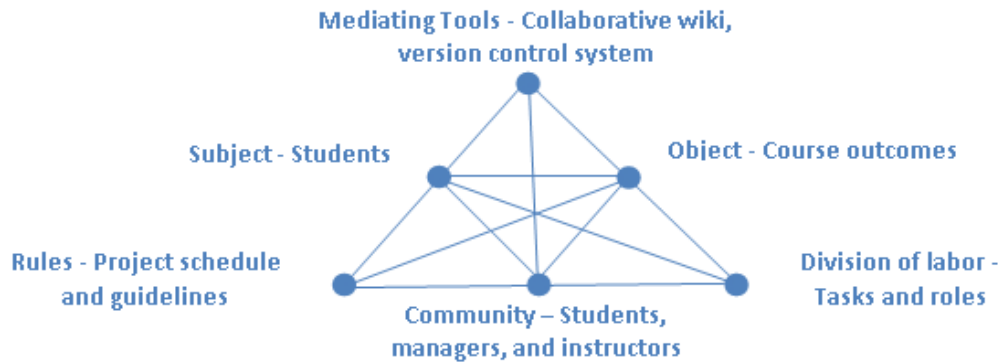 Mediating Tools - Collaborative wiki,
version control system
Subject - Students
Object - Course outcomes
Rules - Project schedule
and guidelines
Division of labor -
Tasks and roles
Community – Students,
managers, and instructors